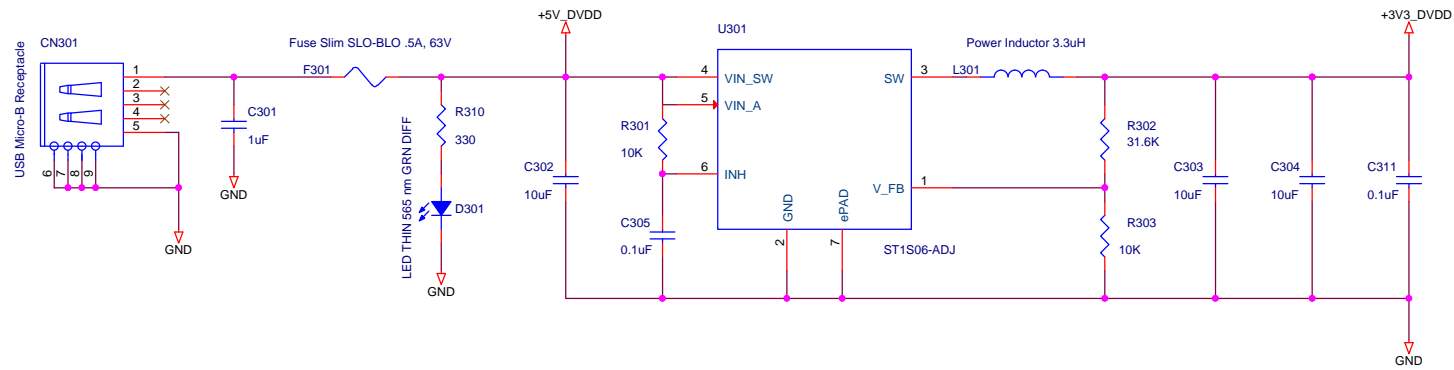 +5V_DVDD
+3V3_DVDD
CN301
Fuse Slim SLO-BLO .5A, 63V
U301
Power Inductor 3.3uH
USB Micro-B Receptacle
1
2
3
4
5
6
7
8
9
F301
C301
1uF
GND
GND
R310
330
LED THIN 565 nm GRN DIFF
D301
GND
C302
10uF
R301
10K
C305
0.1uF
4
VIN_SW
5
VIN_A
6
INH
SW
3
V_FB
1
GND
2
ePAD
7
ST1S06-ADJ
L301
R302
31.6K
R303
10K
C303
10uF
C304
10uF
C311
0.1uF
GND